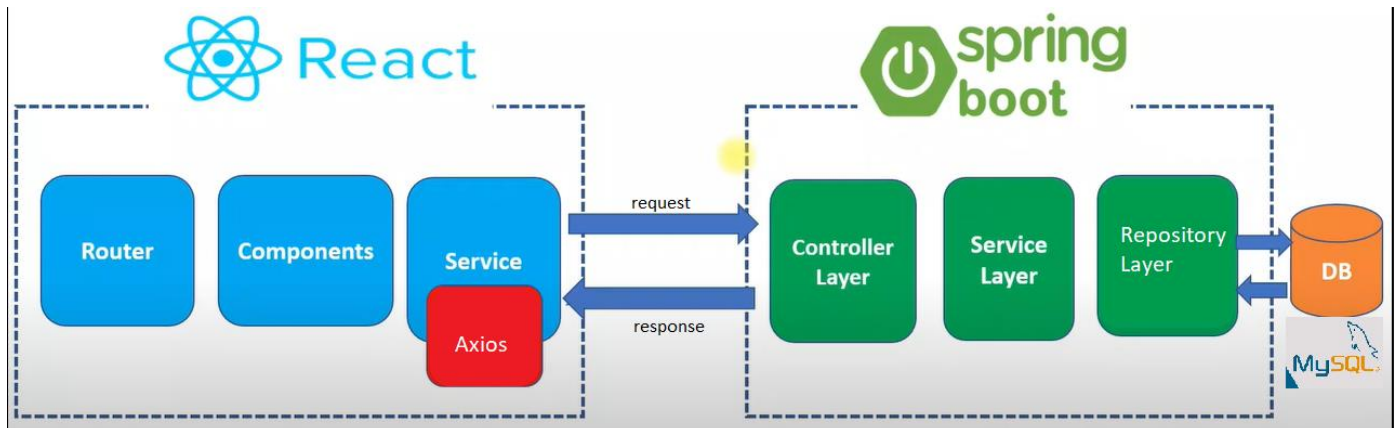 React
spring
boot
Router
Components
Service
Axios
request
response
Controller
Layer
Service
Layer
Repository
Layer
DB
MySQL